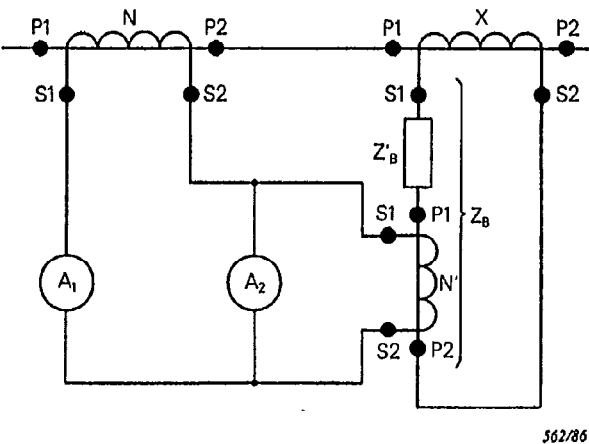 P1 N P2 P1 X P2
S1 S2 S1 S2
Z'B
S1 P1 ZB
A1 A2 N'
S2 P2
562/86